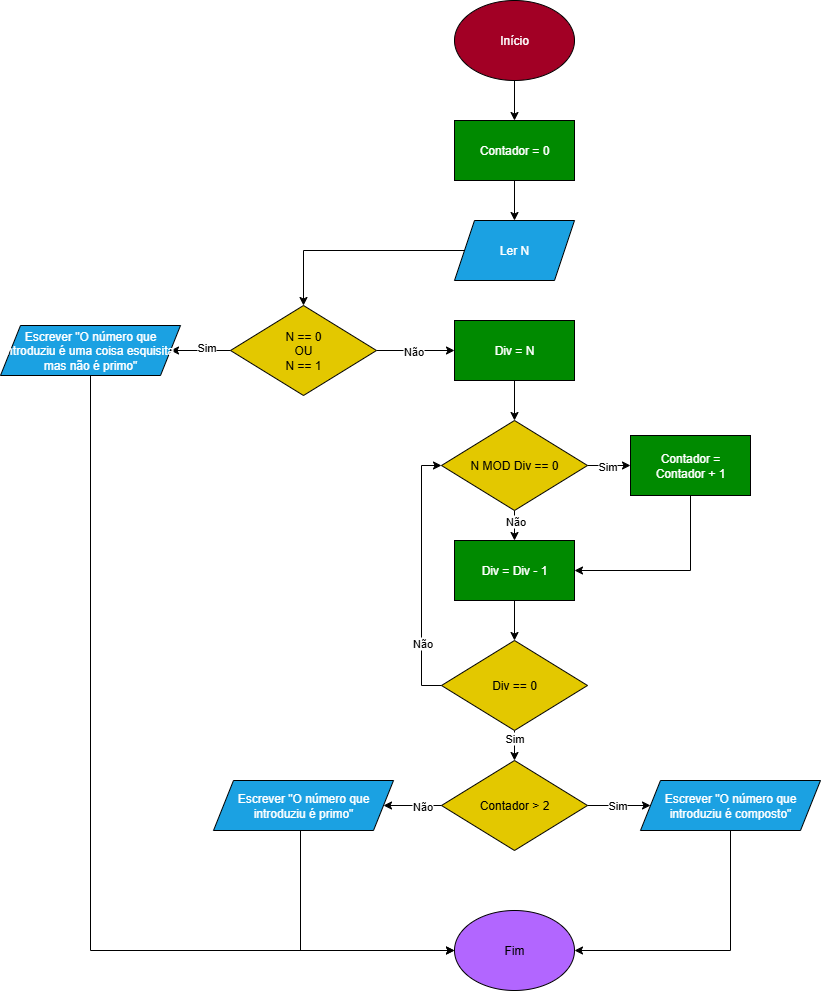 Início
Contador = 0
Ler N
N == 0
OU
N == 1
Sim
Não
Escrever "O número que
introduziu é uma coisa esquisita
mas não é primo"
Div = N
N MOD Div == 0
Sim
Contador =
Contador + 1
Não
Div = Div - 1
Não
Div == 0
Sim
Contador > 2
Não
Sim
Escrever "O número que
introduziu é primo"
Escrever "O número que
introduziu é composto"
Fim